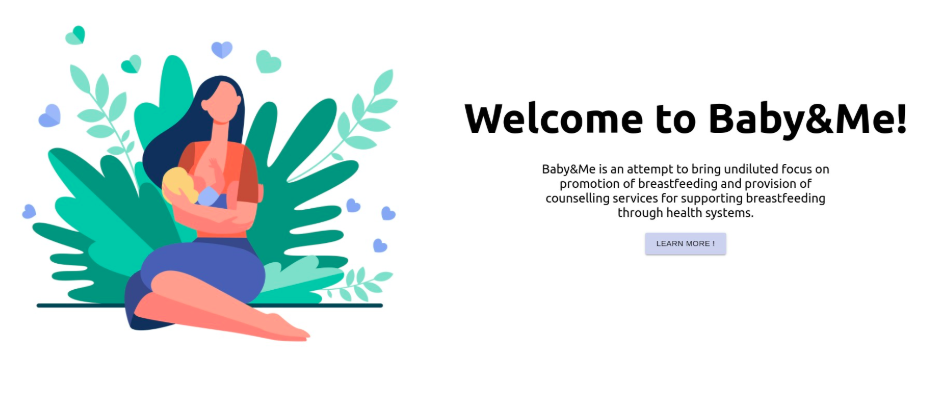 Welcome to Baby&Me!
Baby&Me is an attempt to bring undiluted focus on
promotion of breastfeeding and provision of
counselling services for supporting breastfeeding
through health systems.
LEARN MORE !